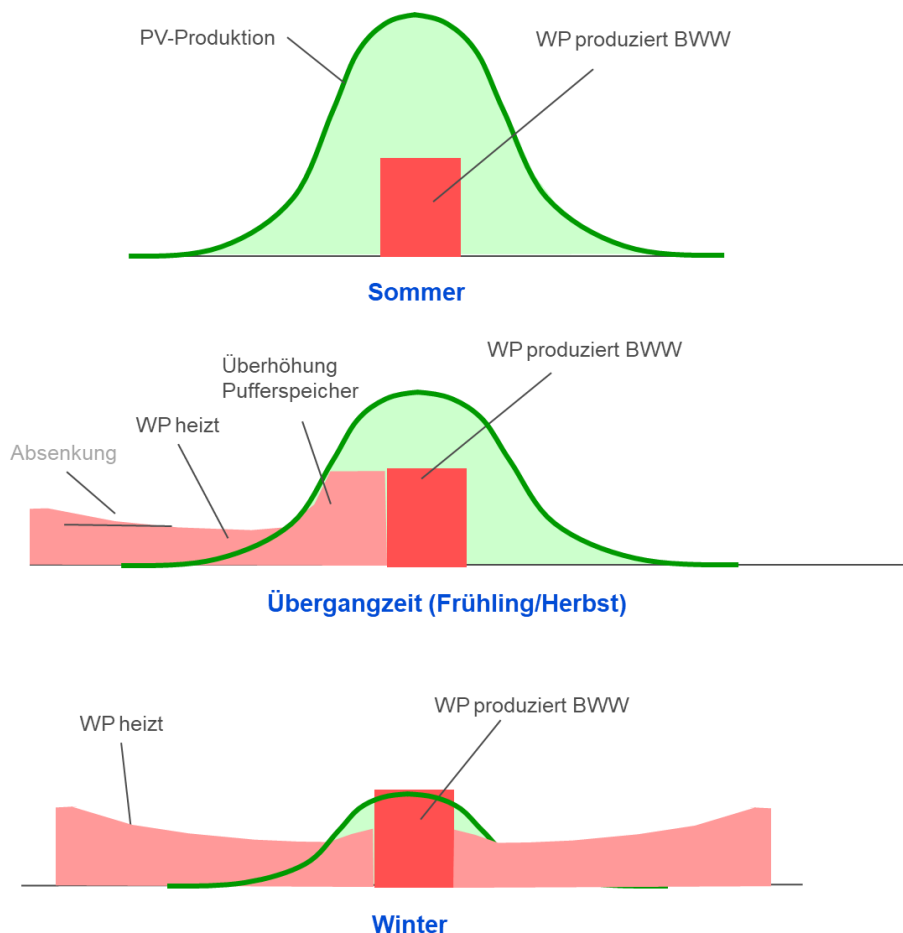 PV-Produktion
WP produziert BWW
Sommer
WP produziert BWW
Überhöhung
Pufferspeicher
WP heizt
Absenkung
Übergangzeit (Frühling/Herbst)
WP produziert BWW
WP heizt
Winter